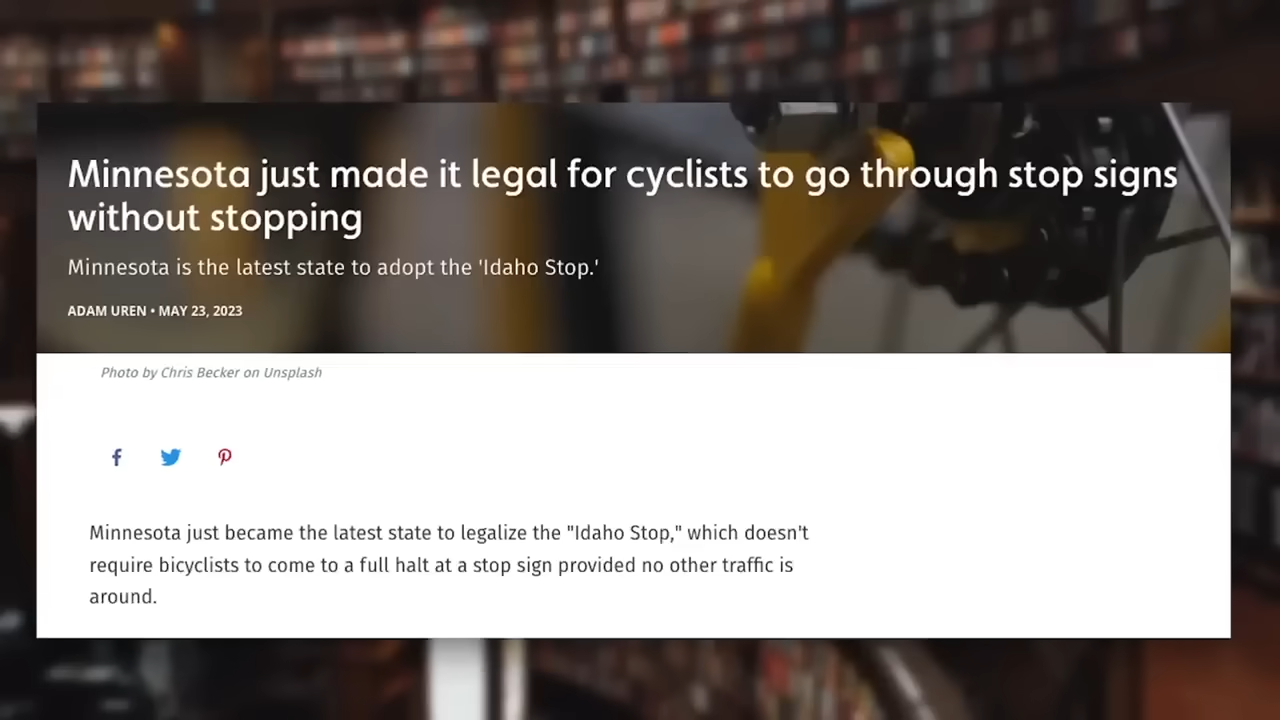 Minnesota just made it legal for cyclists to go through stop signs
without stopping
Minnesota is the latest state to adopt the 'Idaho Stop.'
ADAM UREN • MAY 23, 2023
Photo by Chris Becker on Unsplash
Minnesota just became the latest state to legalize the "Idaho Stop," which doesn't
require bicyclists to come to a full halt at a stop sign provided no other traffic is
around.